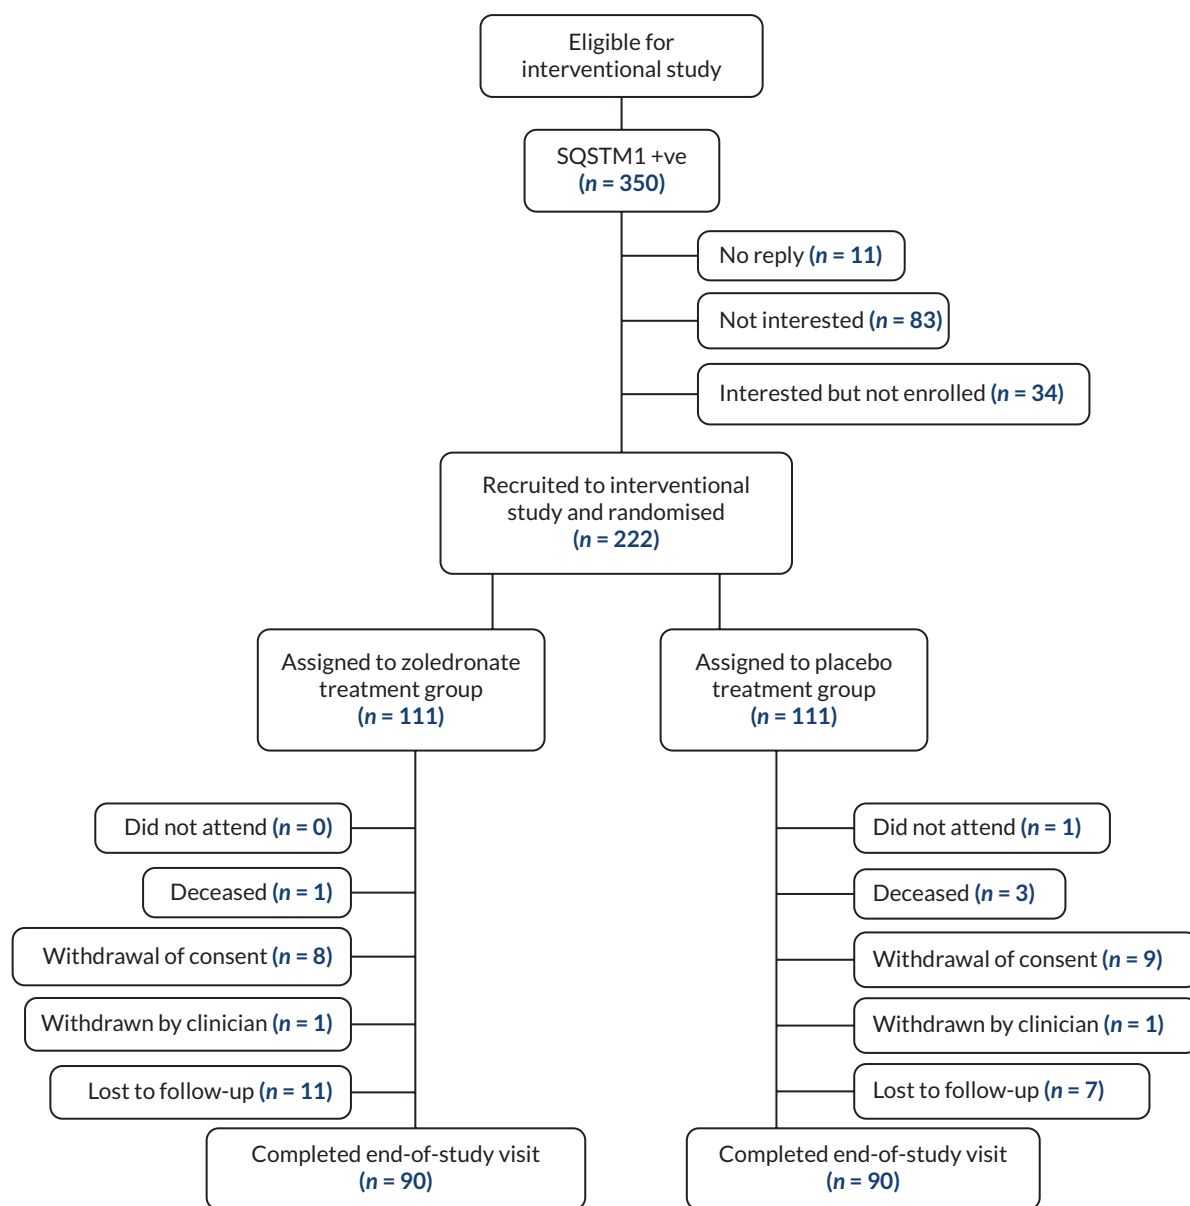 Eligible for
interventional study
SQSTM1 +ve
(n = 350)
No reply (n = 11)
Not interested (n = 83)
Interested but not enrolled (n = 34)
Recruited to interventional
study and randomised
(n = 222)
Assigned to zoledronate
treatment group
(n = 111)
Assigned to placebo
treatment group
(n = 111)
Did not attend (n = 0)
Deceased (n = 1)
Withdrawal of consent (n = 8)
Withdrawn by clinician (n = 1)
Lost to follow-up (n = 11)
Completed end-of-study visit
(n = 90)
Did not attend (n = 1)
Deceased (n = 3)
Withdrawal of consent (n = 9)
Withdrawn by clinician (n = 1)
Lost to follow-up (n = 7)
Completed end-of-study visit
(n = 90)